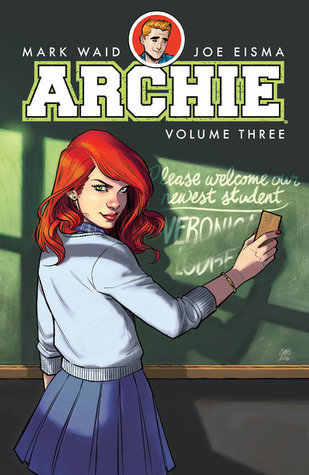 MARK WAID JOE EISMA
ARCHIE
VOLUME THREE
Please welcome our
newest student
VERONICA
LODGE